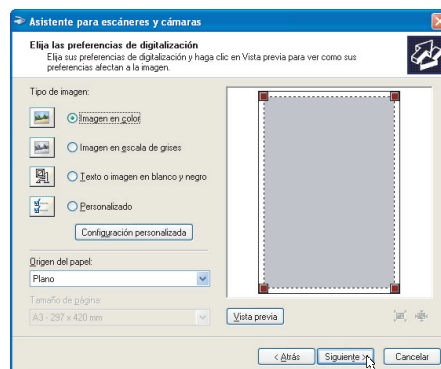 Asistente para escáneres y cámaras
Elija las preferencias de digitalización
Elija sus preferencias de digitalización y haga clic en Vista previa para ver como sus
preferencias afectan a la imagen.
Tipo de imagen:
Imagen en color
Imagen en escala de grises
Texto o imagen en blanco y negro
Personalizado
Configuración personalizada
Origen del papel:
Plano
Tamaño de página:
A3 - 297 x 420 mm
Vista previa
< Atrás
Siguiente >
Cancelar